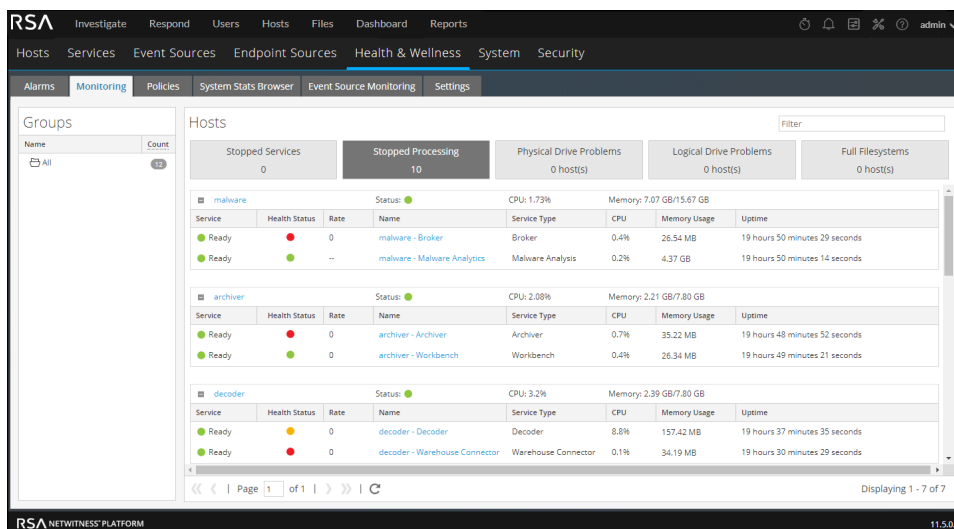 RSA Investigate Respond Users Hosts Files Dashboard Reports admin
Hosts Services Event Sources Endpoint Sources Health & Wellness System Security
Alarms Monitoring Policies System Stats Browser Event Source Monitoring Settings
Groups
Name Count
All 12
Hosts
Filter
Stopped Services Stopped Processing Physical Drive Problems Logical Drive Problems Full Filesystems
0 10 0 host(s) 0 host(s) 0 host(s)
malware Status: CPU: 1.73% Memory: 7.07 GB/15.67 GB
Service Health Status Rate Name Service Type CPU Memory Usage Uptime
Ready 0 malware - Broker Broker 0.4% 26.54 MB 19 hours 50 minutes 29 seconds
Ready -- malware - Malware Analytics Malware Analysis 0.2% 4.37 GB 19 hours 50 minutes 14 seconds
archiver Status: CPU: 2.08% Memory: 2.21 GB/7.80 GB
Service Health Status Rate Name Service Type CPU Memory Usage Uptime
Ready 0 archiver - Archiver Archiver 0.7% 35.22 MB 19 hours 48 minutes 52 seconds
Ready 0 archiver - Workbench Workbench 0.4% 26.34 MB 19 hours 49 minutes 21 seconds
decoder Status: CPU: 3.2% Memory: 2.39 GB/7.80 GB
Service Health Status Rate Name Service Type CPU Memory Usage Uptime
Ready 0 decoder - Decoder Decoder 8.8% 157.42 MB 19 hours 37 minutes 35 seconds
Ready 0 decoder - Warehouse Connector Warehouse Connector 0.1% 34.19 MB 19 hours 30 minutes 29 seconds
Page 1 of 1 Displaying 1 - 7 of 7
RSA NETWITNESS PLATFORM 11.5.0.